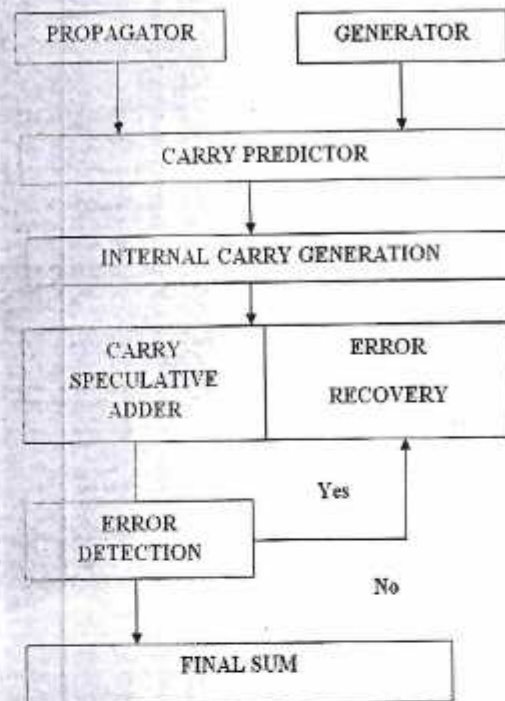 PROPAGATOR
GENERATOR
CARRY PREDICTOR
INTERNAL CARRY GENERATION
CARRY
SPECULATIVE
ADDER
ERROR
RECOVERY
Yes
ERROR
DETECTION
No
FINAL SUM